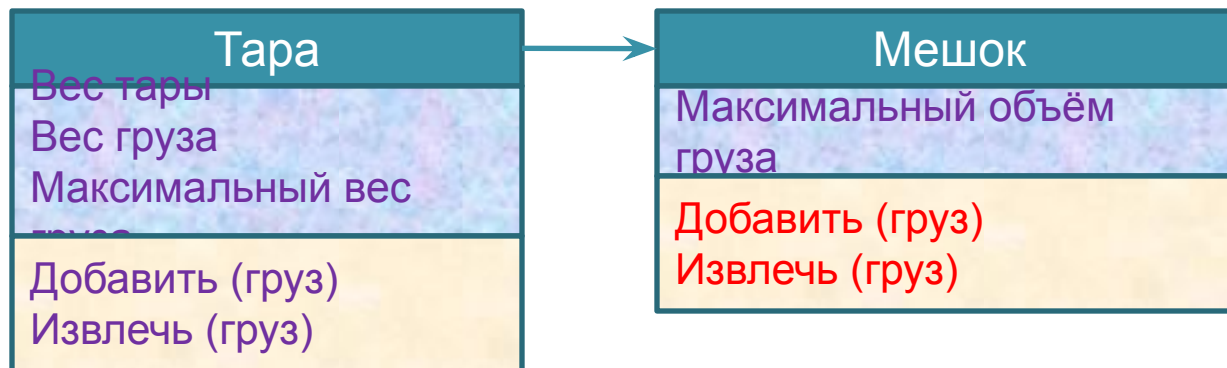 Тара
Вес тары
Вес груза
Максимальный вес
груза
Добавить (груз)
Извлечь (груз)
Мешок
Максимальный объём
груза
Добавить (груз)
Извлечь (груз)